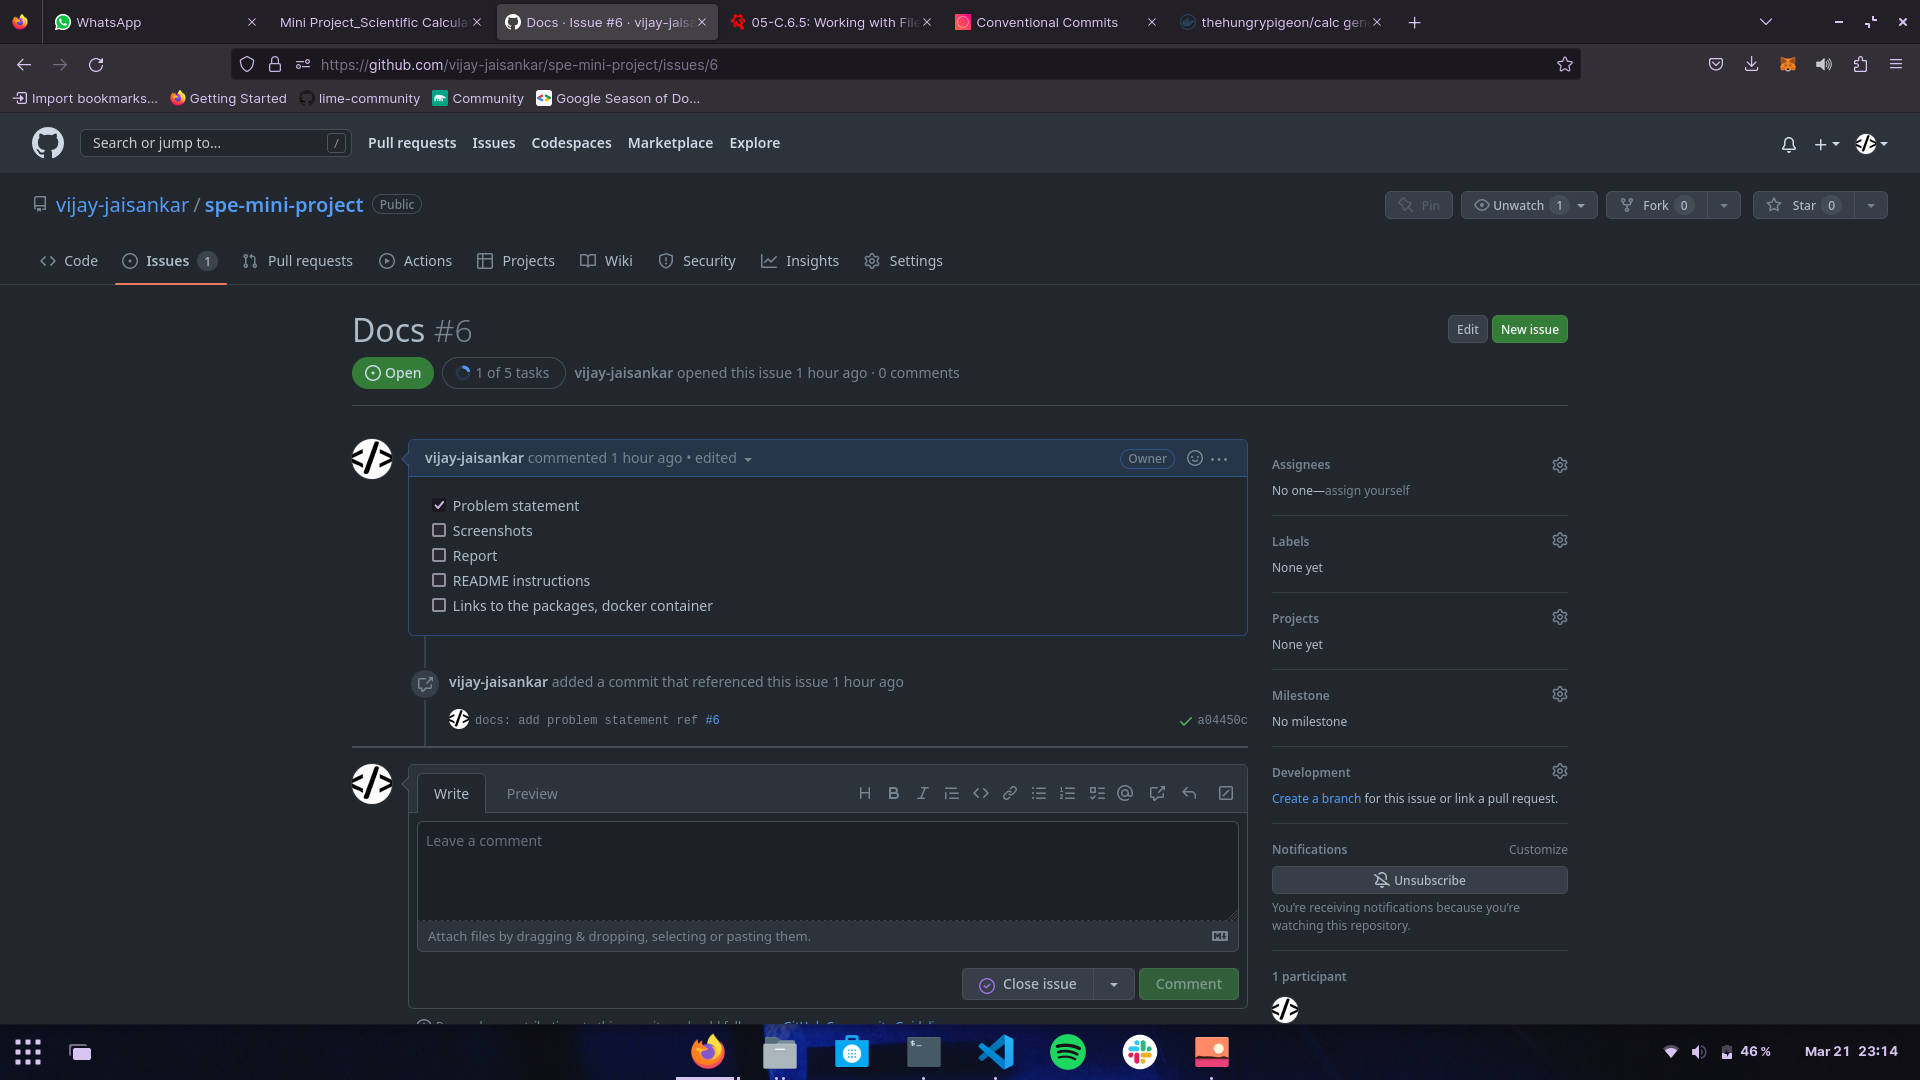 WhatsApp
Mini Project_Scientific Calcula
Docs · Issue #6 · vijay-jais
05-C.6.5: Working with File
Conventional Commits
thehungrypigeon/calc gen
https://github.com/vijay-jaisankar/spe-mini-project/issues/6
Import bookmarks...
Getting Started
lime-community
Community
Google Season of Do...
Search or jump to...
/
Pull requests
Issues
Codespaces
Marketplace
Explore
vijay-jaisankar / spe-mini-project
Public
Pin
Unwatch 1
Fork 0
Star 0
Code
Issues 1
Pull requests
Actions
Projects
Wiki
Security
Insights
Settings
Docs #6
Edit
New issue
Open
1 of 5 tasks
vijay-jaisankar opened this issue 1 hour ago · 0 comments
vijay-jaisankar commented 1 hour ago • edited
Owner
Problem statement
Screenshots
Report
README instructions
Links to the packages, docker container
vijay-jaisankar added a commit that referenced this issue 1 hour ago
docs: add problem statement ref #6
a04450c
Write
Preview
Leave a comment
Attach files by dragging & dropping, selecting or pasting them.
Close issue
Comment
Assignees
No one—assign yourself
Labels
None yet
Projects
None yet
Milestone
No milestone
Development
Create a branch for this issue or link a pull request.
Notifications
Customize
Unsubscribe
You're receiving notifications because you're
watching this repository.
1 participant
46 %
Mar 21 23:14